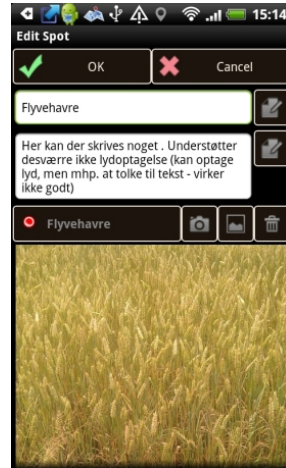 15:14
Edit Spot
OK
Cancel
Flyvehavre
Her kan der skrives noget . Understøtter
desværre ikke lydoptagelse (kan optage
lyd, men mhp. at tolke til tekst - virker
ikke godt)
Flyvehavre